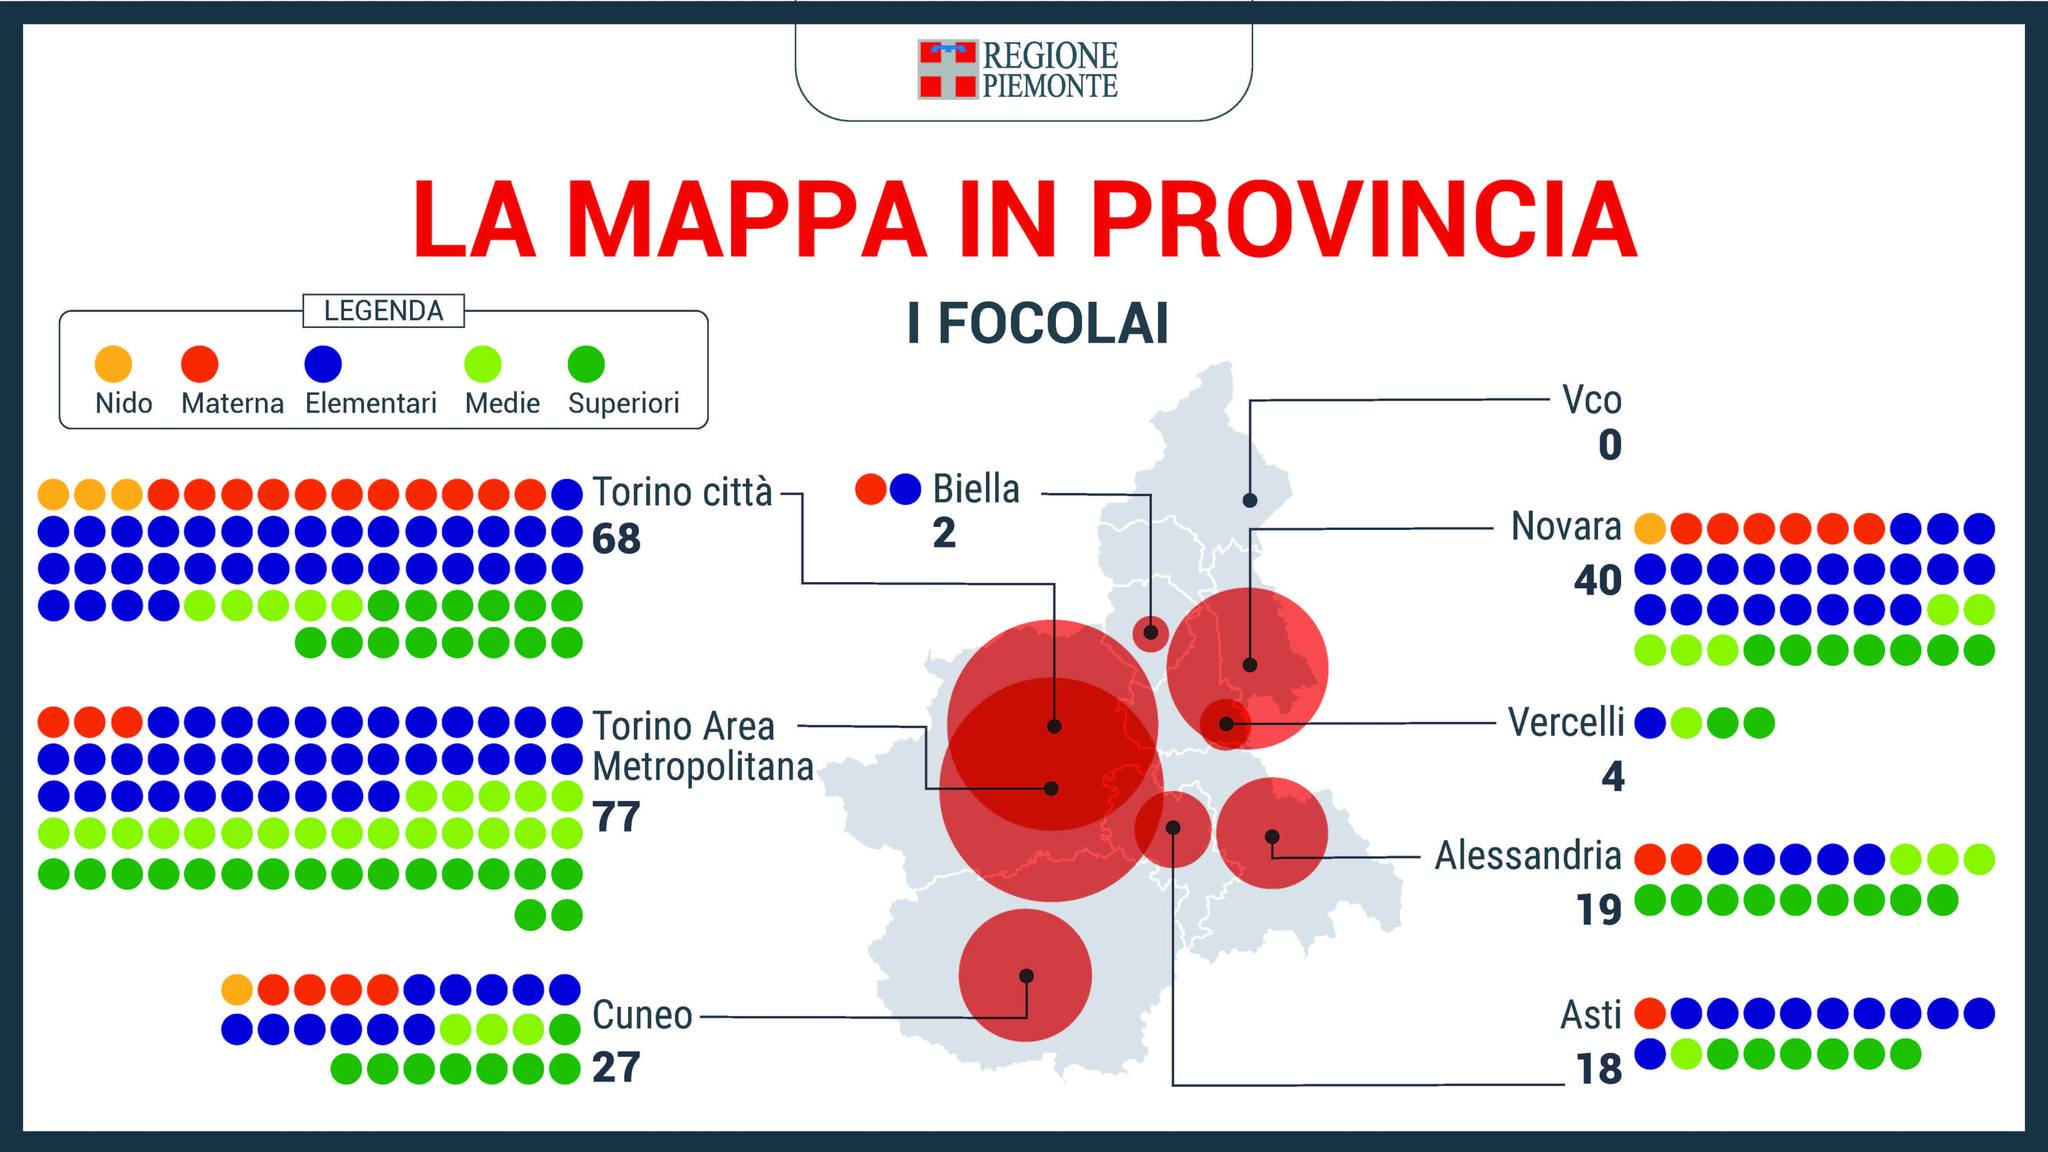 REGIONE
PIEMONTE
LA MAPPA IN PROVINCIA
I FOCOLAI
LEGENDA
Nido
Materna
Elementari
Medie
Superiori
Torino città
68
Biella
2
Vco
0
Novara
40
Torino Area
Metropolitana
77
Vercelli
4
Alessandria
19
Cuneo
27
Asti
18